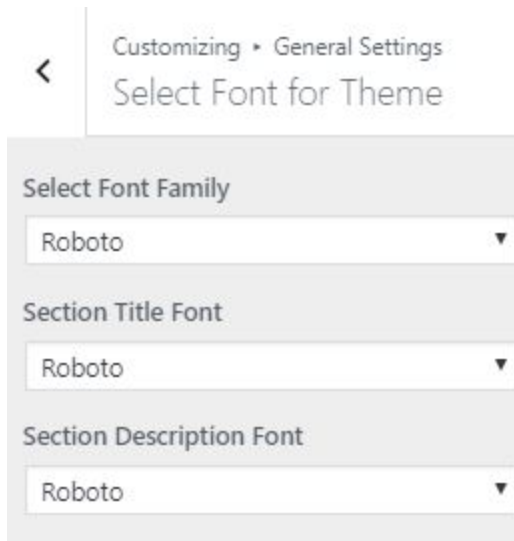 Customizing ▸ General Settings
Select Font for Theme
Select Font Family
Roboto
Section Title Font
Roboto
Section Description Font
Roboto